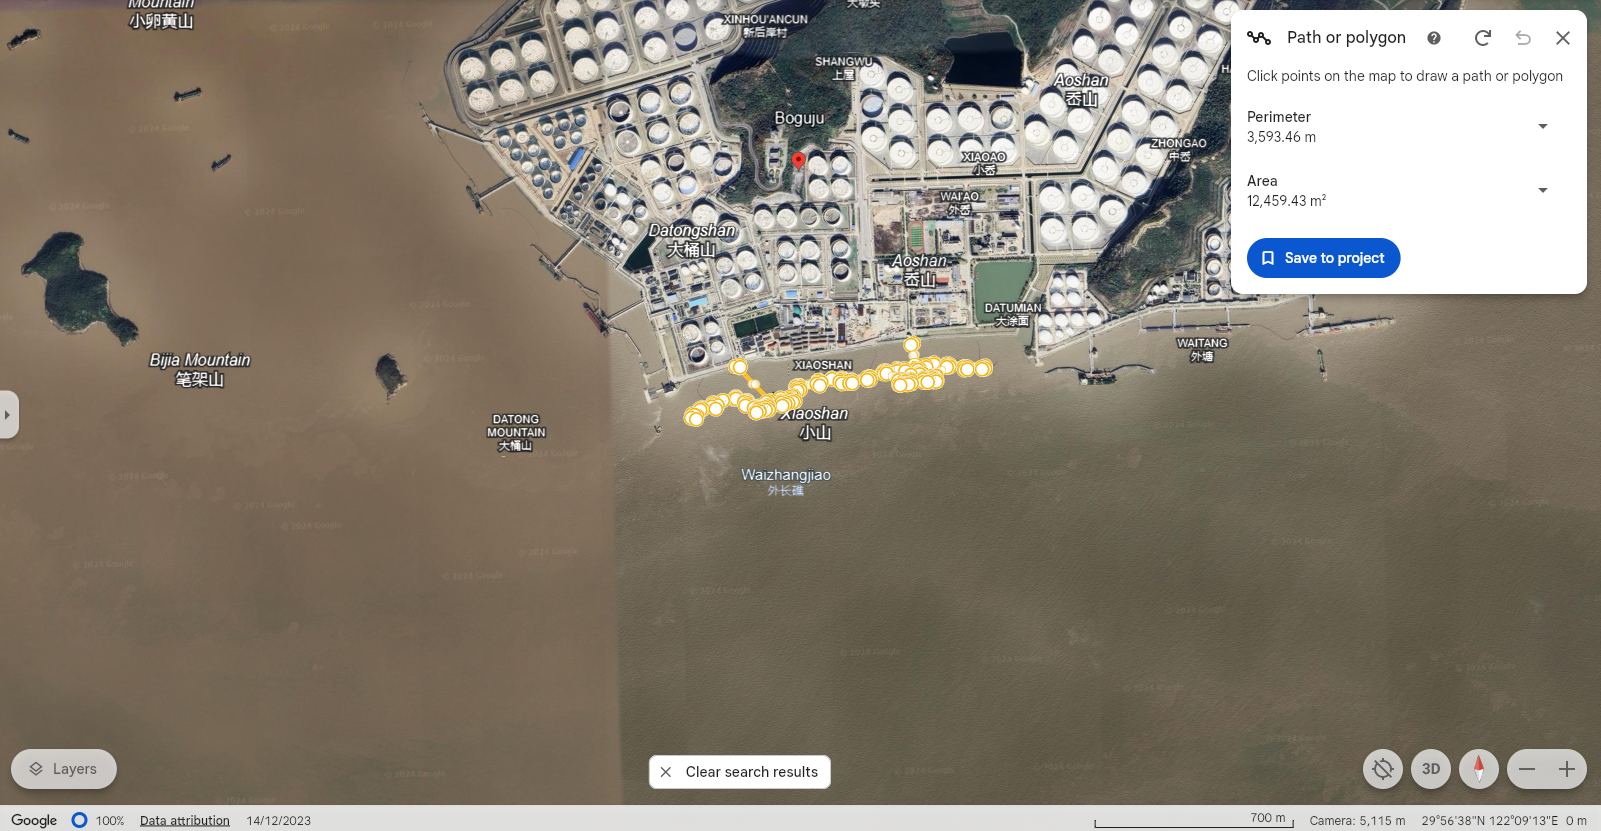 Mountain
小卵黄山
XINHOU'ANCUN
新后岸村
SHANGWU
上屋
Boguju
Aoshan
岙山
ZHONGAO
中岙
XIAOAO
小岙
WAI'AO
外岙
Datongshan
大桶山
Aoshan
岙山
DATUMIAN
大涂面
WAITANG
外塘
Bijia Mountain
笔架山
XIAOSHAN
Xiaoshan
小山
DATONG
MOUNTAIN
大桶山
Waizhangjiao
外长礁
Path or polygon
Click points on the map to draw a path or polygon
Perimeter
3,593.46 m
Area
12,459.43 m²
Save to project
Layers
Clear search results
3D
Google
100%
Data attribution
14/12/2023
700 m
Camera: 5,115 m
29°56'38"N 122°09'13"E
0 m